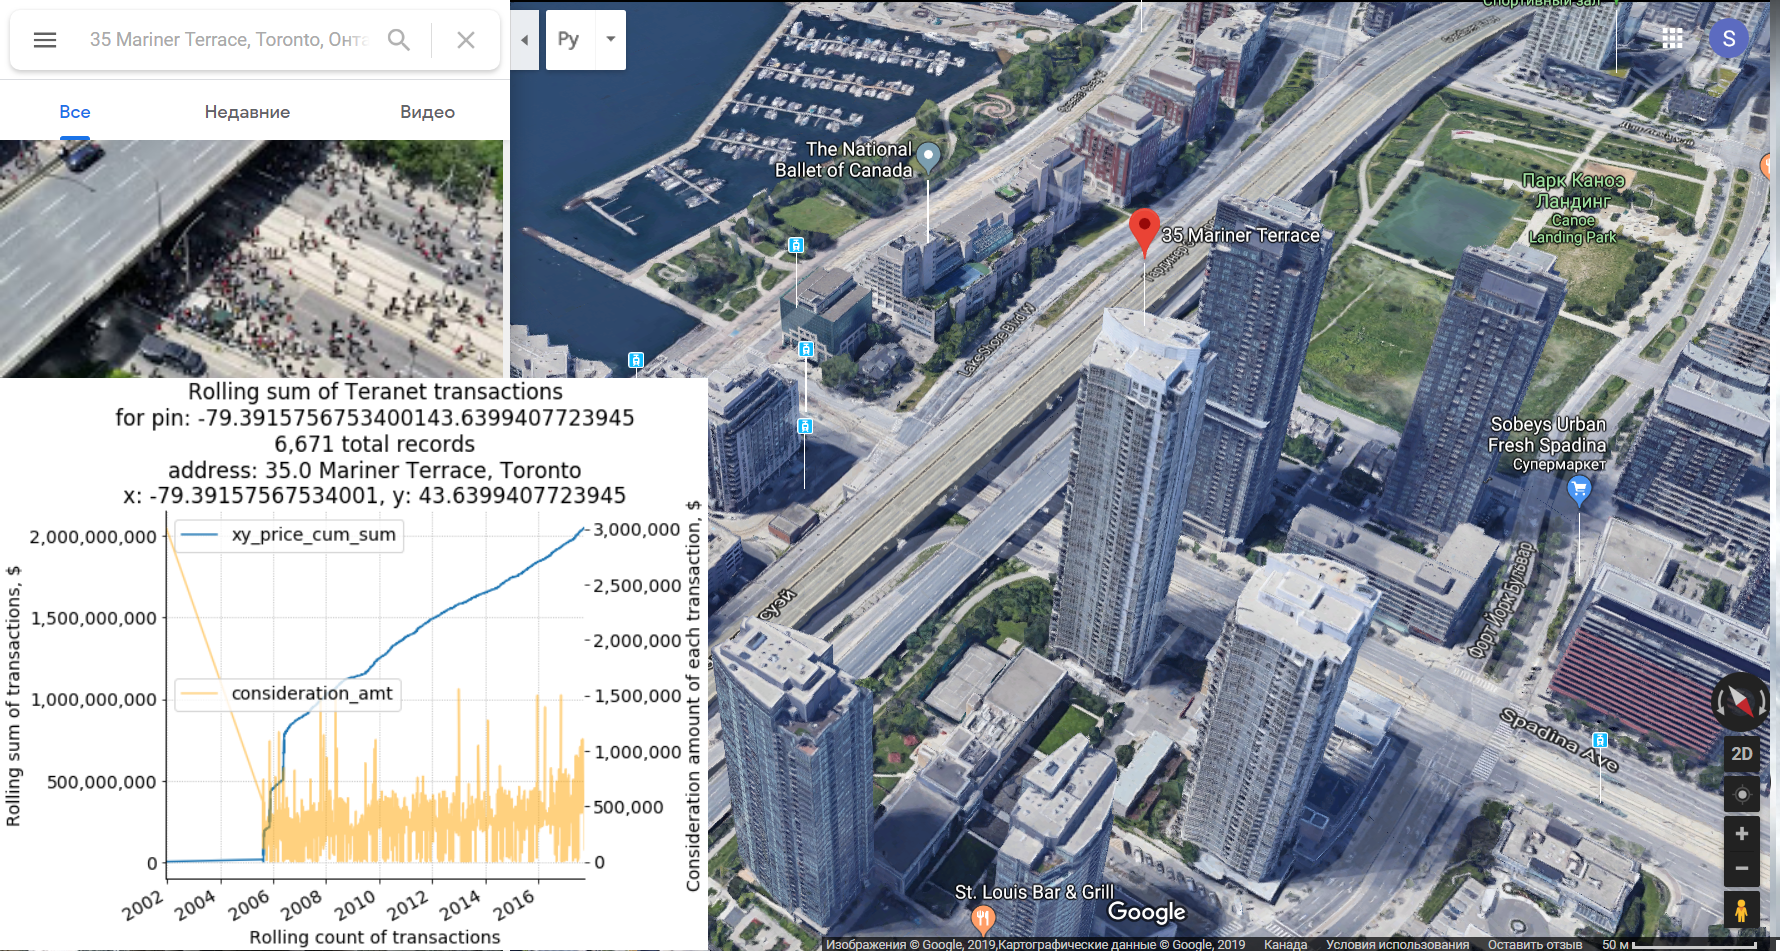 35 Mariner Terrace, Toronto, Онта
Все
Недавние
Видео
Rolling sum of Teranet transactions
for pin: -79.3915756753400143.6399407723945
6,671 total records
address: 35.0 Mariner Terrace, Toronto
x: -79.39157567534001, y: 43.6399407723945
xy_price_cum_sum
consideration_amt
Rolling sum of transactions, $
2,000,000,000
1,500,000,000
1,000,000,000
500,000,000
0
3,000,000
2,500,000
2,000,000
1,500,000
1,000,000
500,000
0
Consideration amount of each transaction, $
2002
2004
2006
2008
2010
2012
2014
2016
Rolling count of transactions
Ру
Спортивный зал
S
The National
Ballet of Canada
35 Mariner Terrace
Парк Каноэ
Ландинг
Canoe
Landing Park
Lake Shore Blvd W
Sobeys Urban
Fresh Spadina
Супермаркет
Форт Йорк Бульвар
суэй
Spadina Ave
St. Louis Bar & Grill
Google
2D
Изображения © Google, 2019,Картографические данные © Google, 2019
Канада
Условия использования
Оставить отзыв
50 м